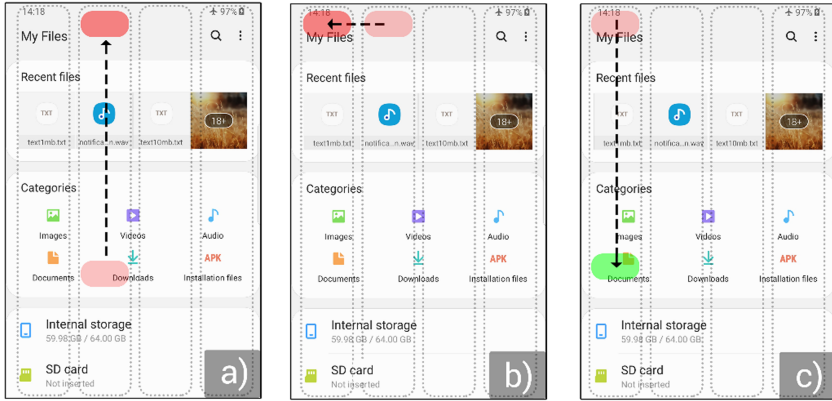 14:18 97%
My Files
Recent files
TXT TXT 18+
text1mb.txt notifica...n.wav text10mb.txt
Categories
Images Videos Audio
APK
Documents Downloads Installation files
Internal storage
59.98 GB / 64.00 GB
SD card
Not inserted
a)
14:18 97%
My Files
Recent files
TXT TXT 18+
text1mb.txt notifica...n.wav text10mb.txt
Categories
Images Videos Audio
APK
Documents Downloads Installation files
Internal storage
59.98 GB / 64.00 GB
SD card
Not inserted
b)
14:18 97%
My Files
Recent files
TXT TXT 18+
text1mb.txt notifica...n.wav text10mb.txt
Categories
Images Videos Audio
APK
Documents Downloads Installation files
Internal storage
59.98 GB / 64.00 GB
SD card
Not inserted
c)